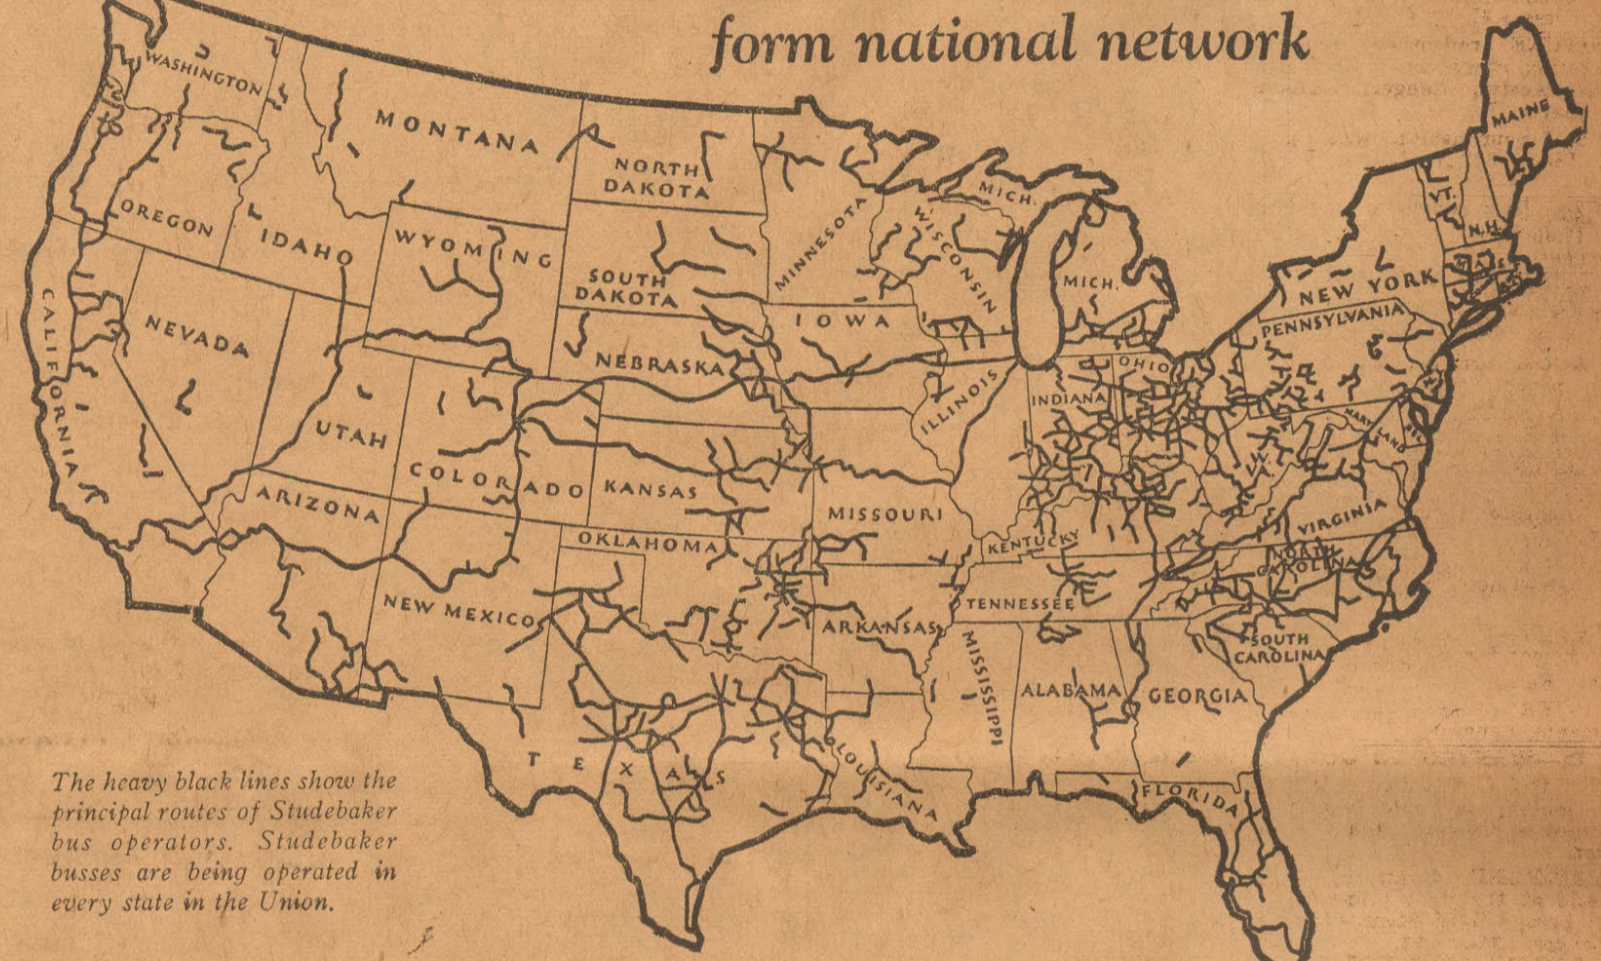 form national network
MAINE
WASHINGTON
MONTANA
NORTH
DAKOTA
MICH.
VT.
OREGON
IDAHO
WYOMING
MINNESOTA
WISCONSIN
N.H.
MASS.
SOUTH
DAKOTA
MICH.
NEW YORK
CALIFORNIA
NEVADA
IOWA
PENNSYLVANIA
NEBRASKA
ILLINOIS
INDIANA
OHIO
MARYLAND
DEL.
UTAH
COLORADO
KANSAS
W.
VA.
ARIZONA
MISSOURI
VIRGINIA
OKLAHOMA
KENTUCKY
NORTH
CAROLINA
NEW MEXICO
ARKANSAS
TENNESSEE
SOUTH
CAROLINA
MISSISSIPPI
ALABAMA
GEORGIA
TEXAS
LOUISIANA
FLORIDA
The heavy black lines show the
principal routes of Studebaker
bus operators. Studebaker
busses are being operated in
every state in the Union.